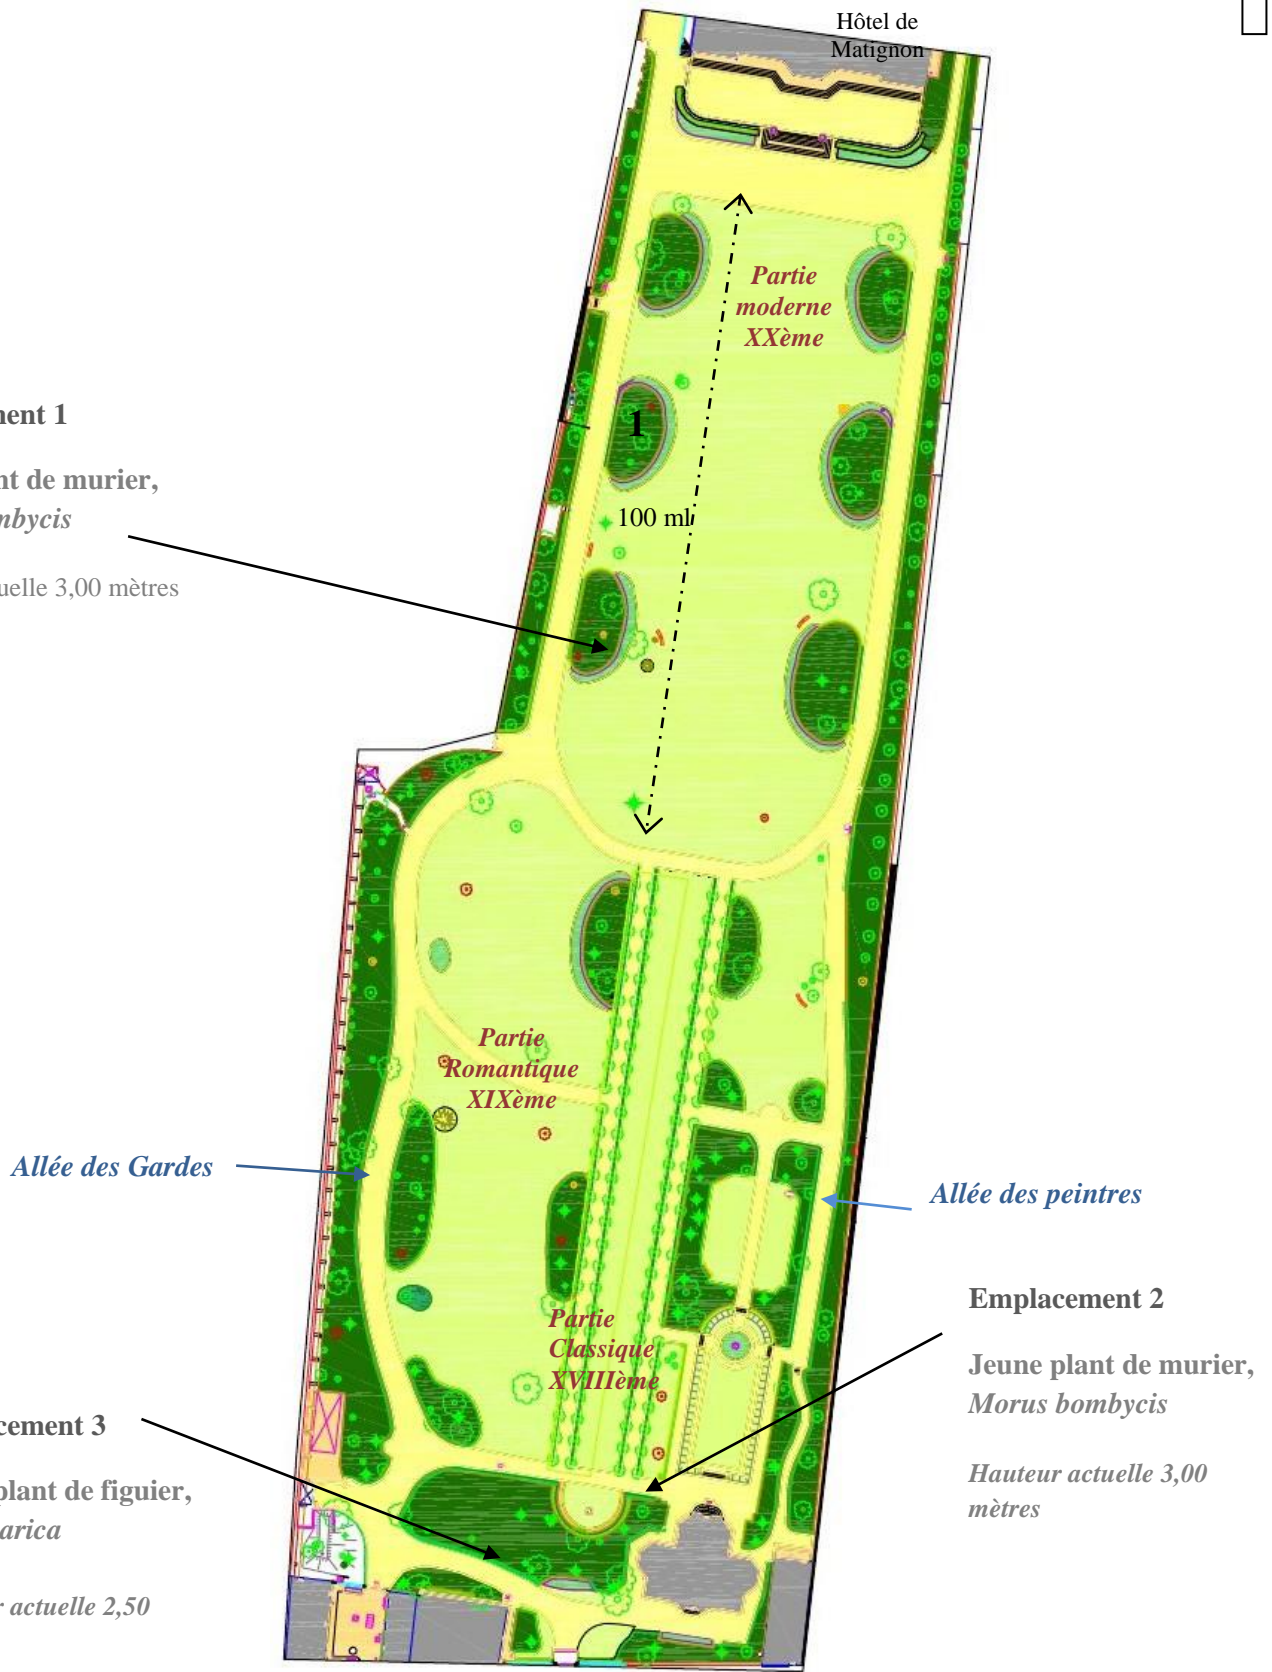 Hôtel de
Matignon
Partie
moderne
XXème
ment 1
1
nt de murier,
mbycis
100 ml
uelle 3,00 mètres
Partie
Romantique
XIXème
Allée des Gardes
Allée des peintres
Emplacement 2
Partie
Classique
XVIIIème
Jeune plant de murier,
Morus bombycis
cement 3
Hauteur actuelle 3,00
mètres
plant de figuier,
arica
r actuelle 2,50